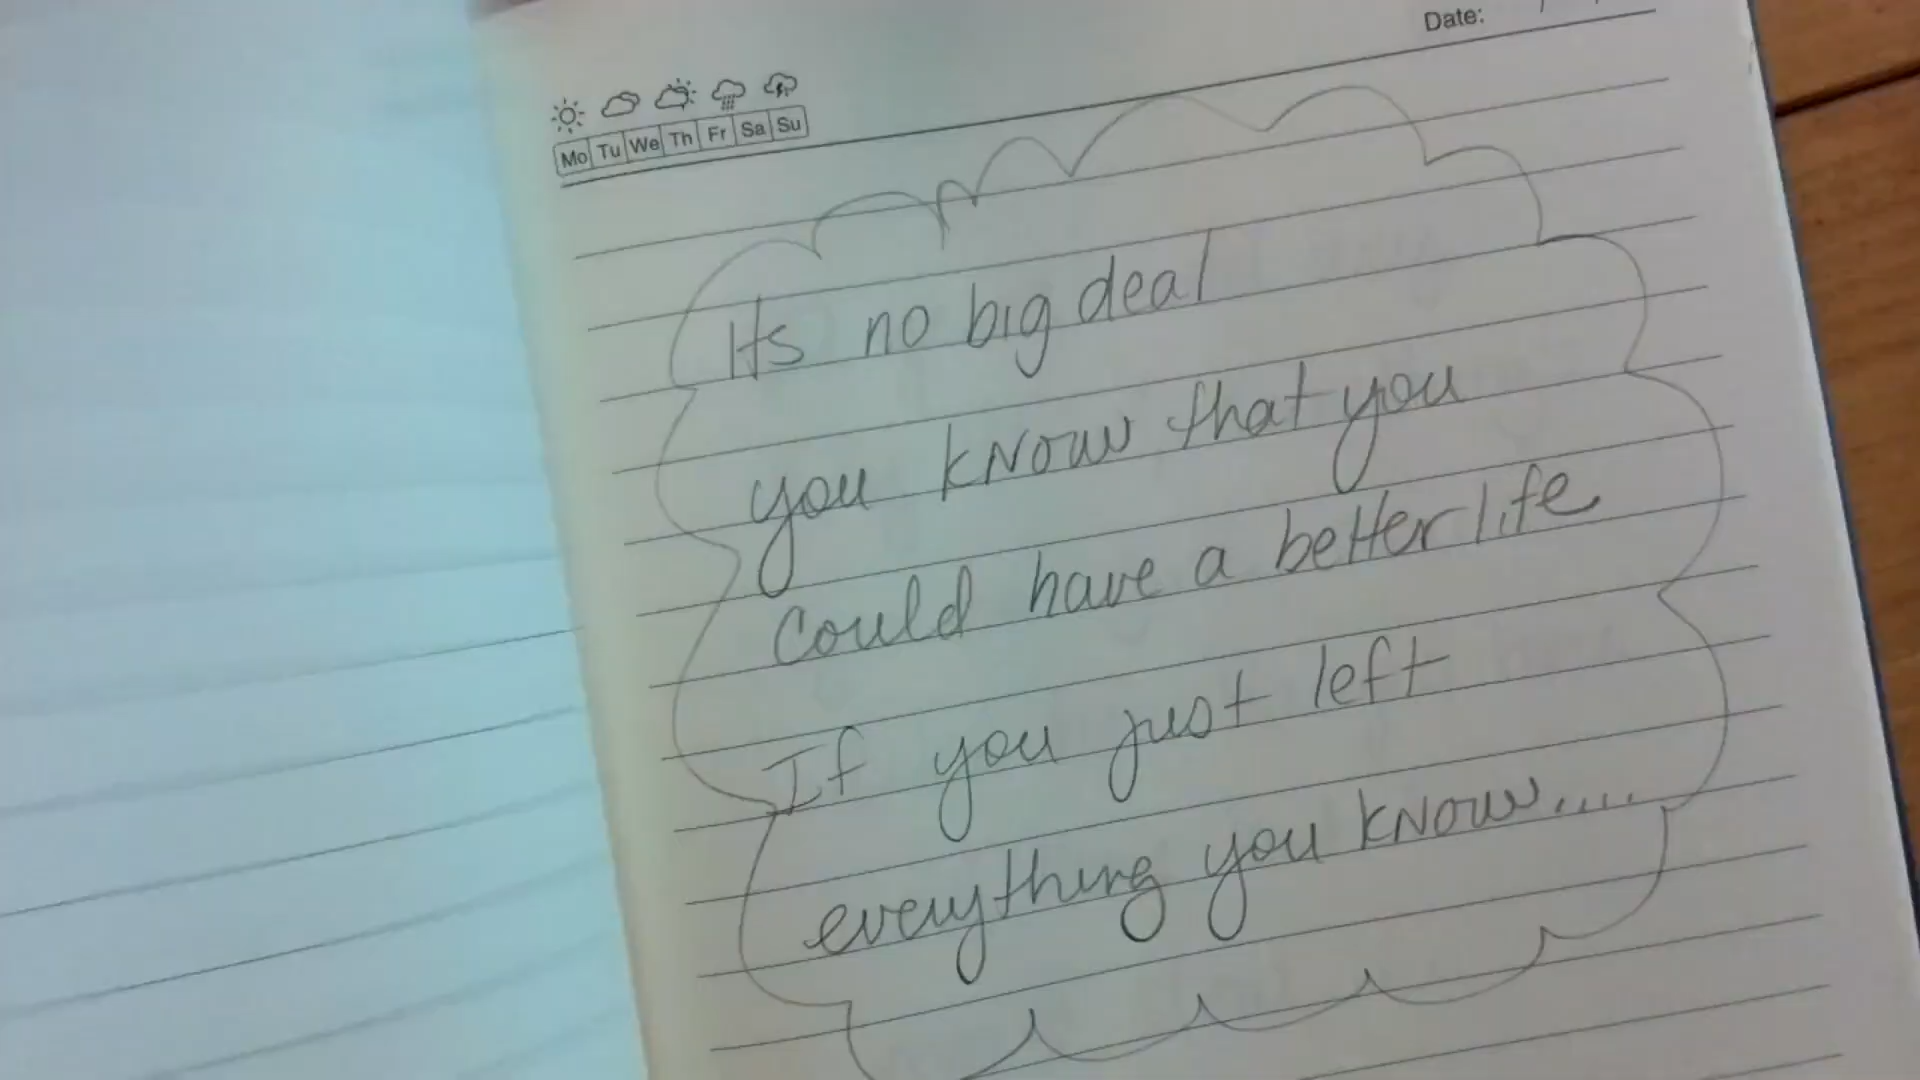 Date:
Mo Tu We Th Fr Sa Su
Its no big deal
you know that you
could have a better life
If you just left
everything you know....